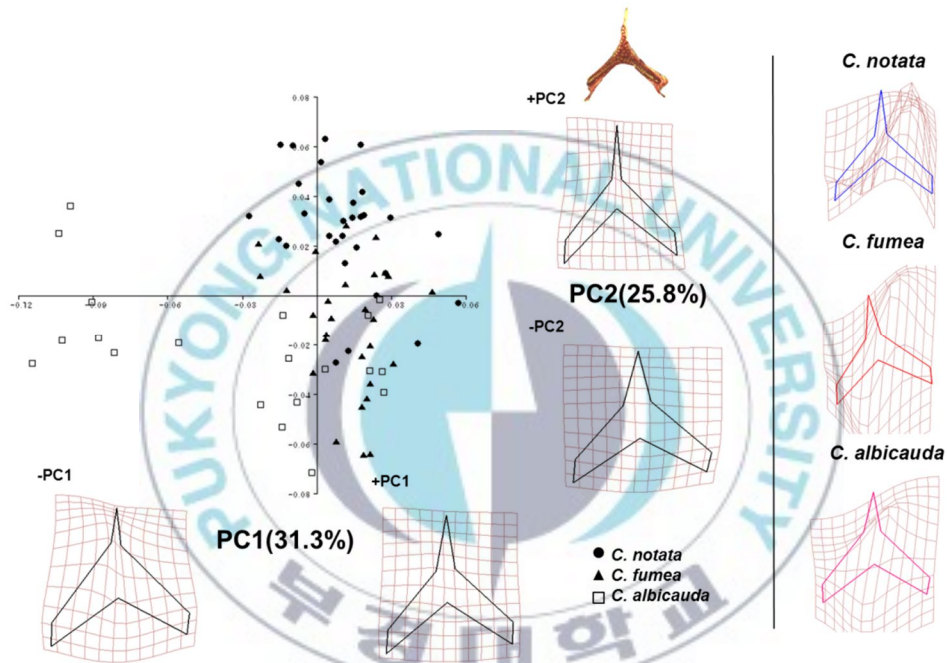 +PC2
C. notata
0.08
0.06
0.04
0.02
C. fumea
-0.12
-0.09
-0.06
-0.03
0.03
0.06
PC2(25.8%)
-0.02
-PC2
-0.04
-0.06
C. albicauda
-0.08
+PC1
-PC1
PC1(31.3%)
C. notata
C. fumea
C. albicauda
PUKYONG NATIONAL UNIVERSITY